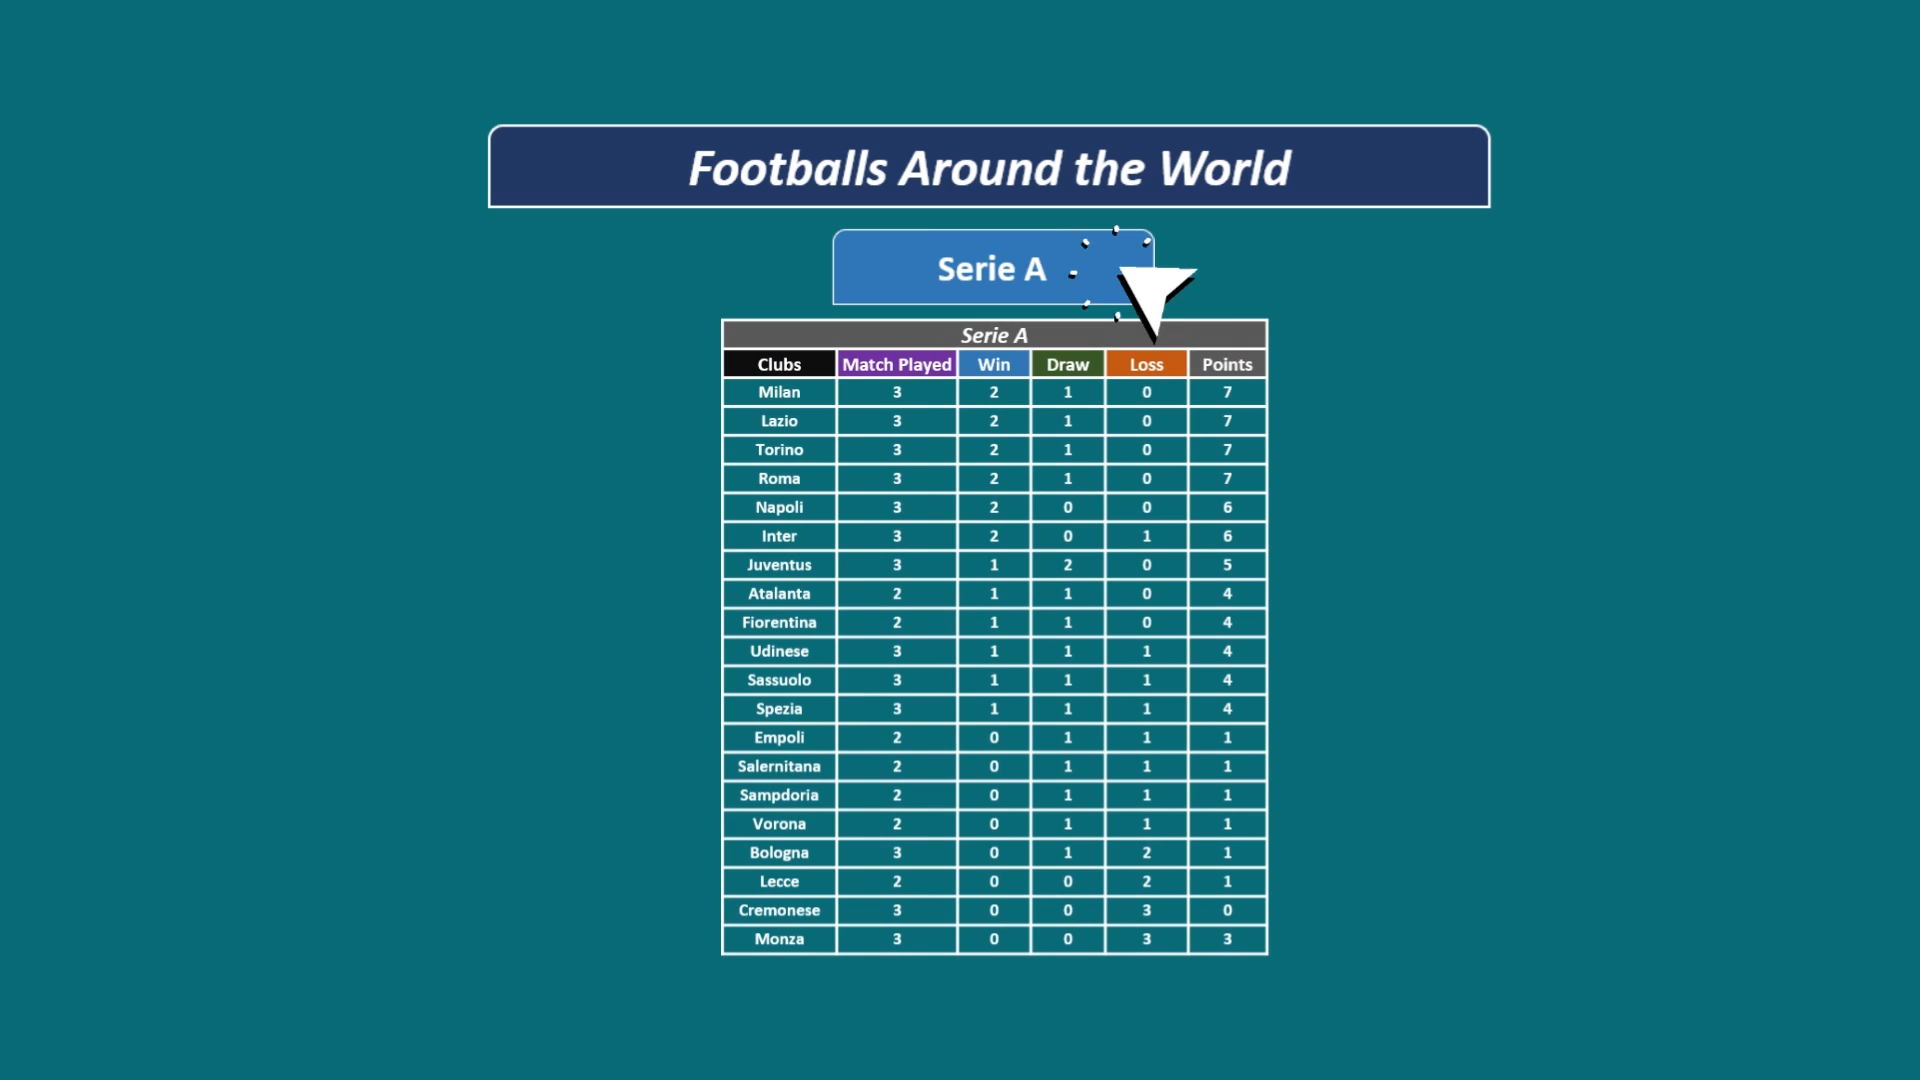 Footballs Around the World
Serie A
Serie A
Clubs Match Played Win Draw Loss Points
Milan 3 2 1 0 7
Lazio 3 2 1 0 7
Torino 3 2 1 0 7
Roma 3 2 1 0 7
Napoli 3 2 0 0 6
Inter 3 2 0 1 6
Juventus 3 1 2 0 5
Atalanta 2 1 1 0 4
Fiorentina 2 1 1 0 4
Udinese 3 1 1 1 4
Sassuolo 3 1 1 1 4
Spezia 3 1 1 1 4
Empoli 2 0 1 1 1
Salernitana 2 0 1 1 1
Sampdoria 2 0 1 1 1
Vorona 2 0 1 1 1
Bologna 3 0 1 2 1
Lecce 2 0 0 2 1
Cremonese 3 0 0 3 0
Monza 3 0 0 3 3